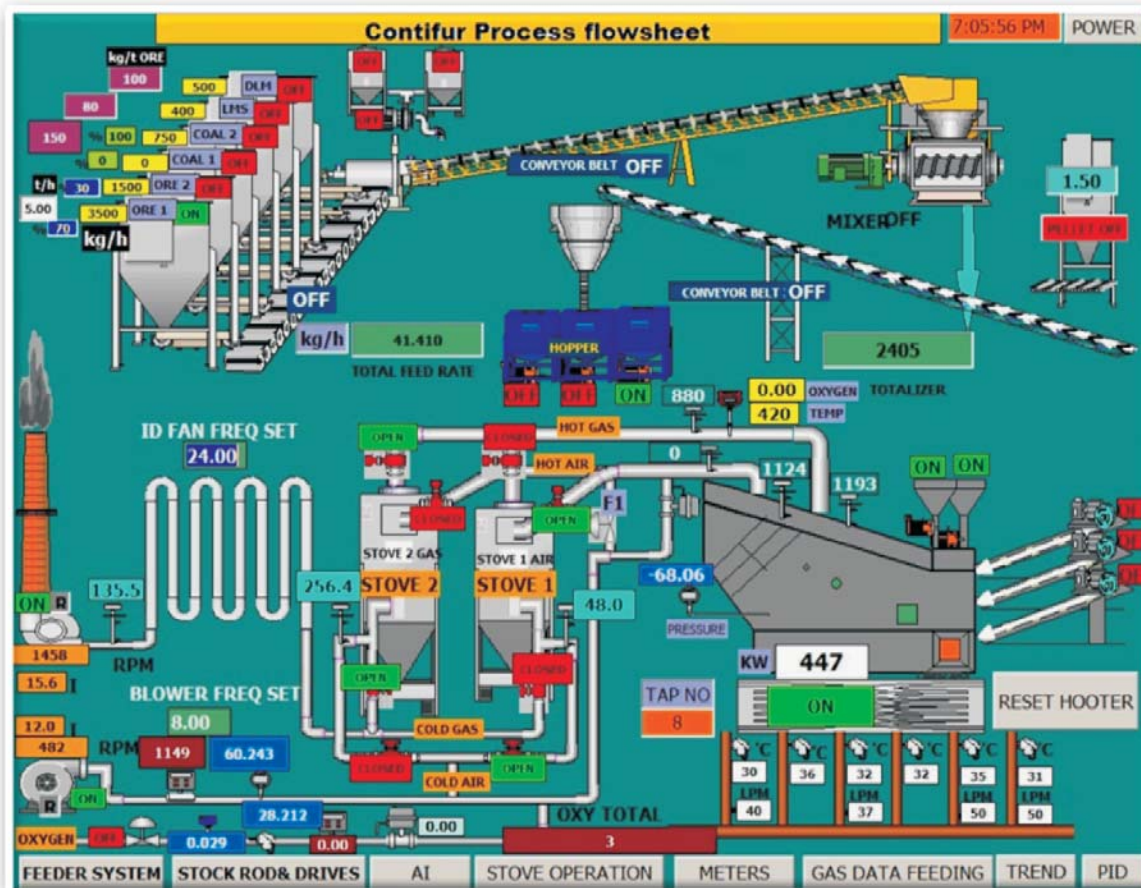 Contifur Process flowsheet
7:05:56 PM
POWER
kg/t ORE
100
500 DLM OFF
80
400 LMS OFF
150
% 100 750 COAL 2 OFF
% 0 0 COAL 1 OFF
t/h 30 1500 ORE 2 OFF
5.00
3500 ORE 1 ON
% 70
kg/h
OFF
OFF OFF
OFF
CONVEYOR BELT OFF
MIXER OFF
1.50
PELLET OFF
CONVEYOR BELT : OFF
kg/h 41.410
TOTAL FEED RATE
HOPPER
OFF OFF ON
2405
TOTALIZER
880
0.00 OXYGEN
420 TEMP
ID FAN FREQ SET
24.00
OPEN
CLOSED
HOT GAS
HOT AIR
0
1124
1193
ON ON
CLOSED
OPEN
F1
STOVE 2 GAS
STOVE 1 AIR
STOVE 2
STOVE 1
135.5
256.4
48.0
-68.06
PRESSURE
ON R
1458 RPM
15.6 I
OPEN
CLOSED
KW 447
BLOWER FREQ SET
8.00
TAP NO
8
ON
RESET HOOTER
12.0 I
482 RPM
1149
60.243
COLD GAS
CLOSED
COLD AIR
OPEN
R ON
°C °C °C °C °C
30 36 32 32 35 31
LPM LPM LPM LPM
40 37 50 50
28.212
OXY TOTAL
3
OXYGEN OFF 0.029 0.00 0.00
FEEDER SYSTEM
STOCK ROD& DRIVES
AI
STOVE OPERATION
METERS
GAS DATA FEEDING
TREND
PID